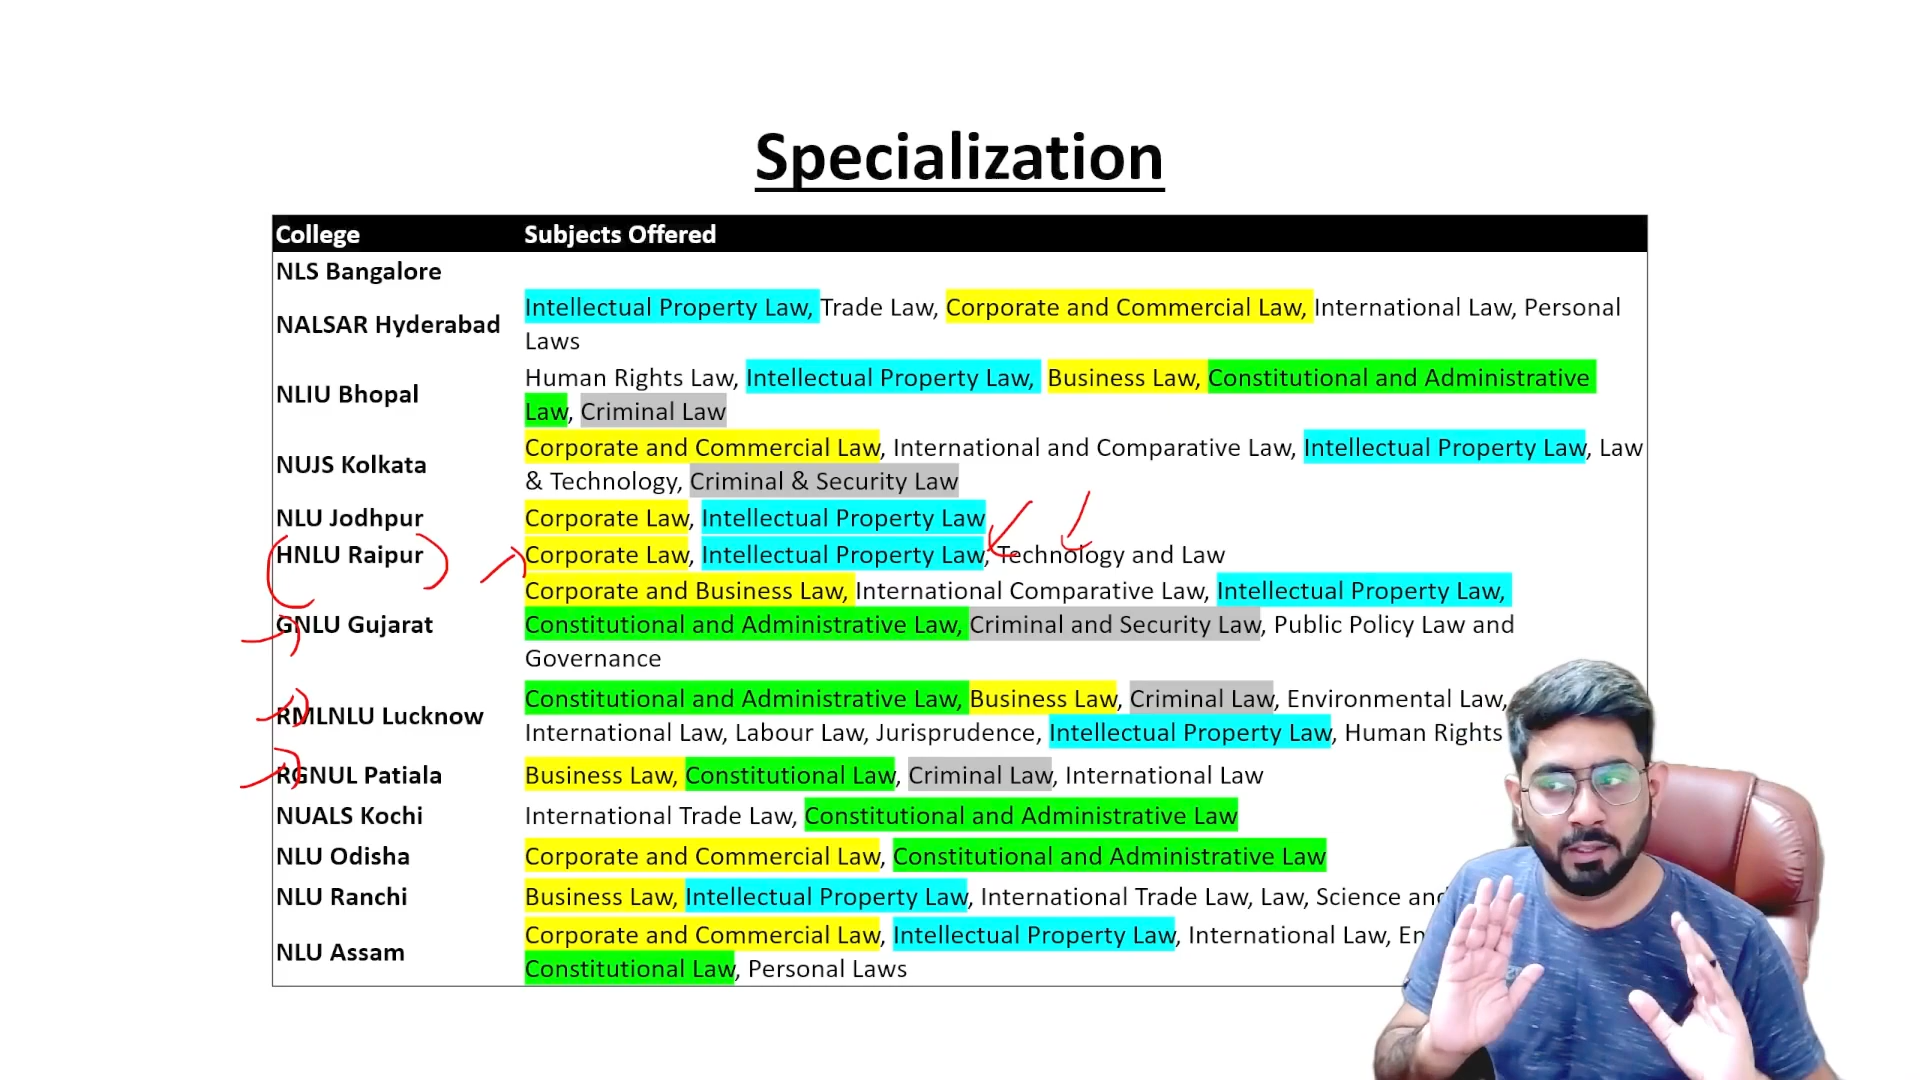 Specialization
College Subjects Offered
NLS Bangalore
NALSAR Hyderabad Intellectual Property Law, Trade Law, Corporate and Commercial Law, International Law, Personal
Laws
NLIU Bhopal Human Rights Law, Intellectual Property Law, Business Law, Constitutional and Administrative
Law, Criminal Law
NUJS Kolkata Corporate and Commercial Law, International and Comparative Law, Intellectual Property Law, Law
& Technology, Criminal & Security Law
NLU Jodhpur Corporate Law, Intellectual Property Law
HNLU Raipur Corporate Law, Intellectual Property Law, Technology and Law
Corporate and Business Law, International Comparative Law, Intellectual Property Law,
GNLU Gujarat Constitutional and Administrative Law, Criminal and Security Law, Public Policy Law and
Governance
RMLNLU Lucknow Constitutional and Administrative Law, Business Law, Criminal Law, Environmental Law,
International Law, Labour Law, Jurisprudence, Intellectual Property Law, Human Rights
RGNUL Patiala Business Law, Constitutional Law, Criminal Law, International Law
NUALS Kochi International Trade Law, Constitutional and Administrative Law
NLU Odisha Corporate and Commercial Law, Constitutional and Administrative Law
NLU Ranchi Business Law, Intellectual Property Law, International Trade Law, Law, Science
NLU Assam Corporate and Commercial Law, Intellectual Property Law, International Law,
Constitutional Law, Personal Laws